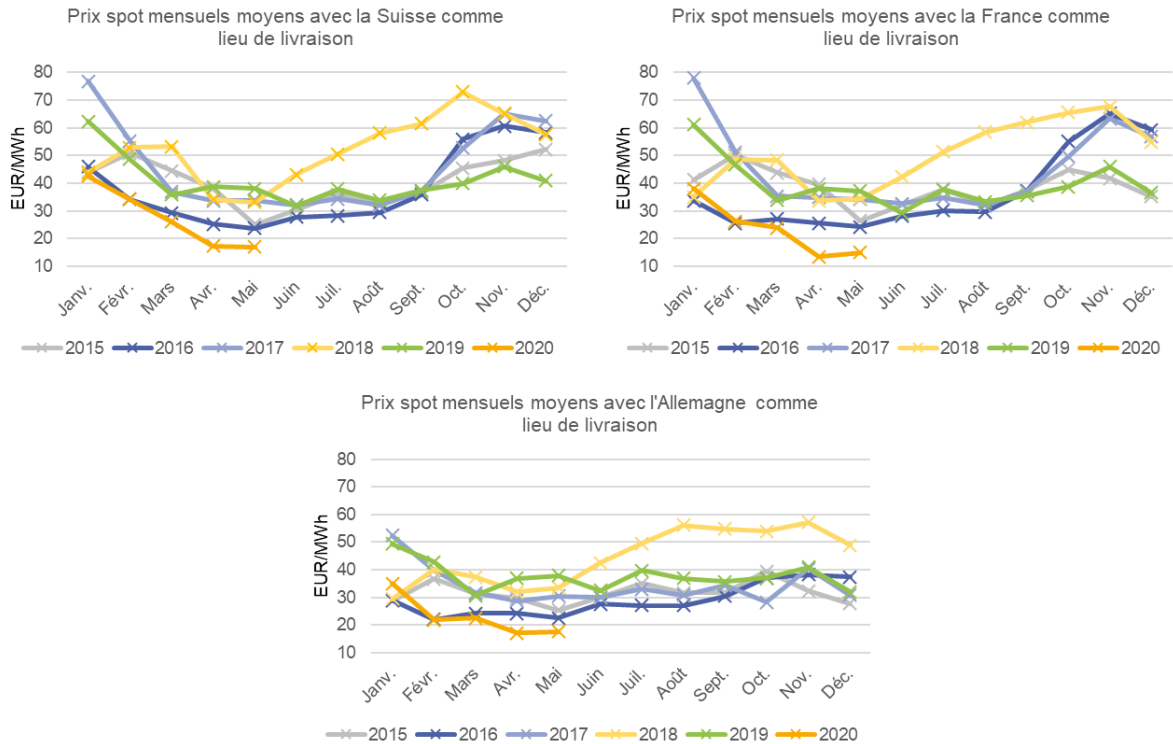 Prix spot mensuels moyens avec la Suisse comme
lieu de livraison
EUR/MWh
80
70
60
50
40
30
20
10
Janv. Févr. Mars Avr. Mai Juin Juil. Août Sept. Oct. Nov. Déc.
2015 2016 2017 2018 2019 2020
Prix spot mensuels moyens avec la France comme
lieu de livraison
EUR/MWh
80
70
60
50
40
30
20
10
Janv. Févr. Mars Avr. Mai Juin Juil. Août Sept. Oct. Nov. Déc.
2015 2016 2017 2018 2019 2020
Prix spot mensuels moyens avec l'Allemagne comme
lieu de livraison
EUR/MWh
80
70
60
50
40
30
20
10
Janv. Févr. Mars Avr. Mai Juin Juil. Août Sept. Oct. Nov. Déc.
2015 2016 2017 2018 2019 2020